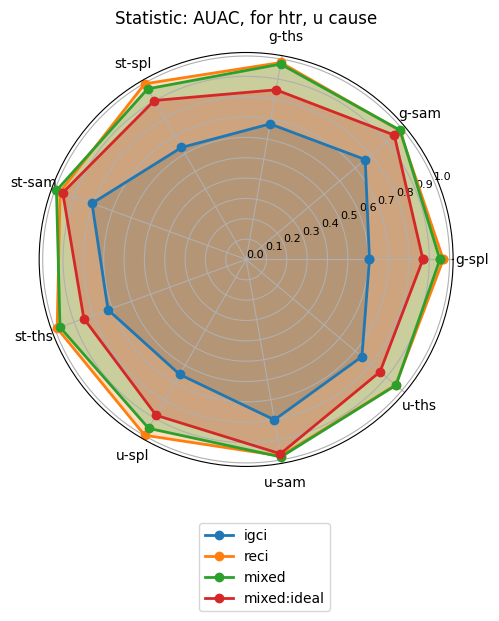 Statistic: AUAC, for htr, u cause
g-ths
st-spl
g-sam
st-sam
1.0
0.9
0.8
0.7
0.6
0.5
0.4
0.3
0.2
0.1
0.0
g-spl
st-ths
u-ths
u-spl
u-sam
igci
reci
mixed
mixed:ideal